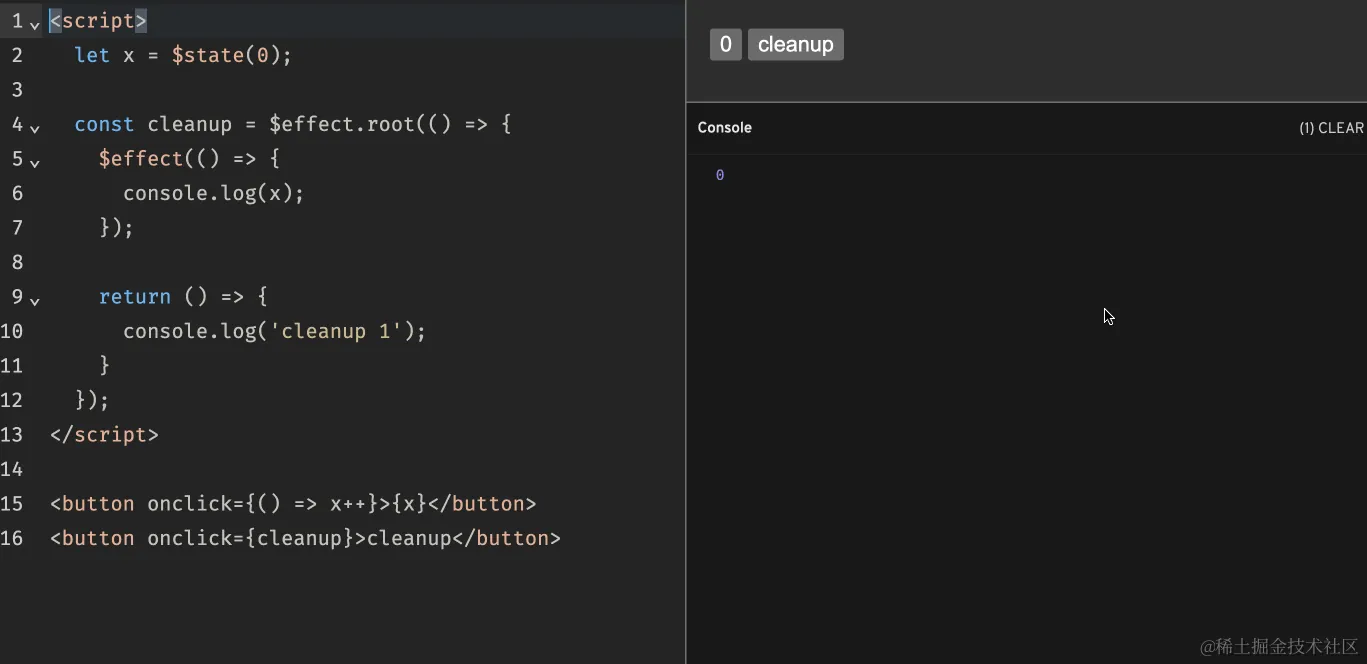 1 <script>
2   let x = $state(0);
3
4   const cleanup = $effect.root(() => {
5     $effect(() => {
6       console.log(x);
7     });
8
9     return () => {
10       console.log('cleanup 1');
11     }
12   });
13 </script>
14
15 <button onclick={() => x++}>{x}</button>
16 <button onclick={cleanup}>cleanup</button>
0 cleanup
Console (1) CLEAR
0
@稀土掘金技术社区